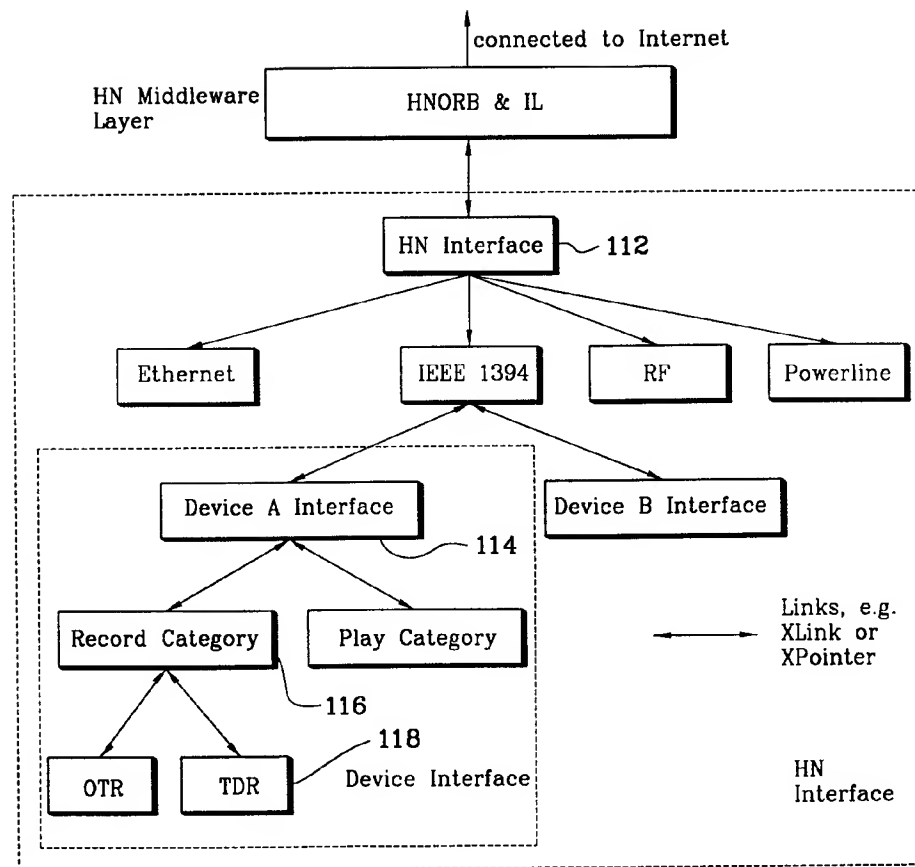 connected to Internet
HN Middleware
Layer
HNORB & IL
HN Interface
112
Ethernet
IEEE 1394
RF
Powerline
Device A Interface
Device B Interface
114
Record Category
Play Category
Links, e.g.
XLink or
XPointer
116
118
OTR
TDR
Device Interface
HN
Interface